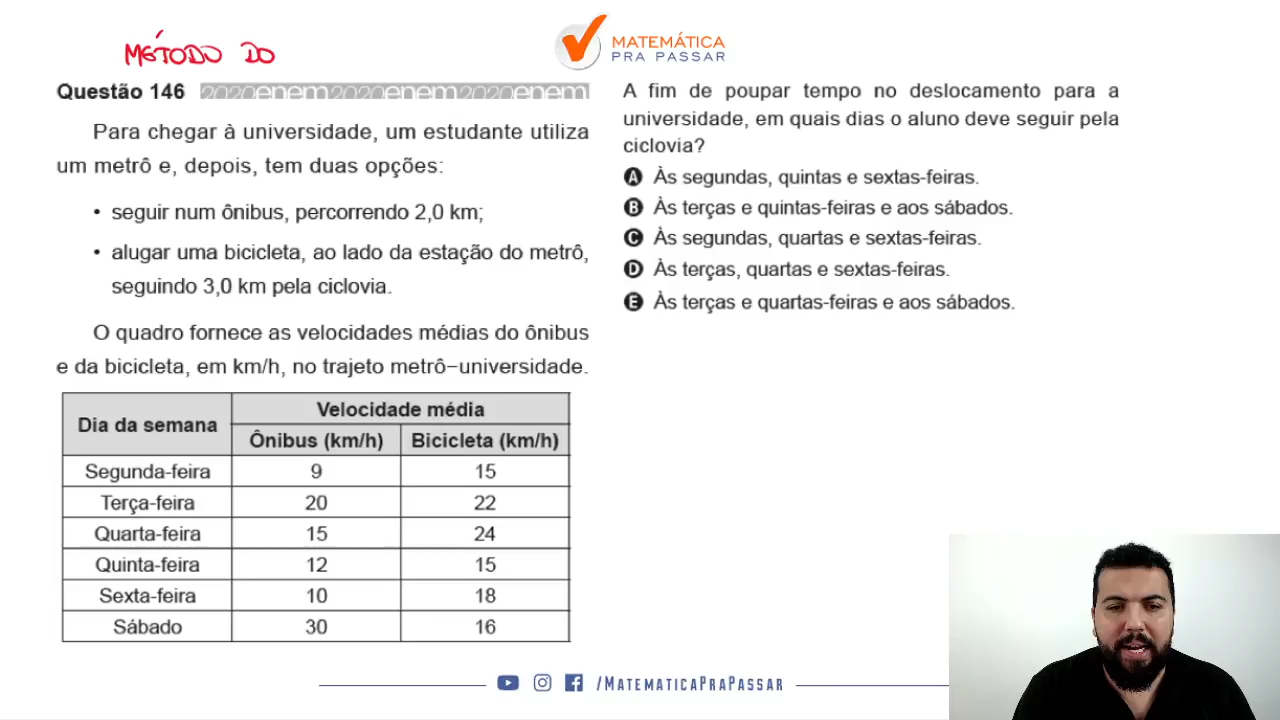 MÉTODO DO
MATEMÁTICA
PRA PASSAR
Questão 146 2020enem2020enem2020enem
Para chegar à universidade, um estudante utiliza
um metrô e, depois, tem duas opções:
• seguir num ônibus, percorrendo 2,0 km;
• alugar uma bicicleta, ao lado da estação do metrô,
seguindo 3,0 km pela ciclovia.
O quadro fornece as velocidades médias do ônibus
e da bicicleta, em km/h, no trajeto metrô–universidade.
Dia da semana Velocidade média
Ônibus (km/h) Bicicleta (km/h)
Segunda-feira 9 15
Terça-feira 20 22
Quarta-feira 15 24
Quinta-feira 12 15
Sexta-feira 10 18
Sábado 30 16
A fim de poupar tempo no deslocamento para a
universidade, em quais dias o aluno deve seguir pela
ciclovia?
A Às segundas, quintas e sextas-feiras.
B Às terças e quintas-feiras e aos sábados.
C Às segundas, quartas e sextas-feiras.
D Às terças, quartas e sextas-feiras.
E Às terças e quartas-feiras e aos sábados.
/MATEMATICAPRAPASSAR